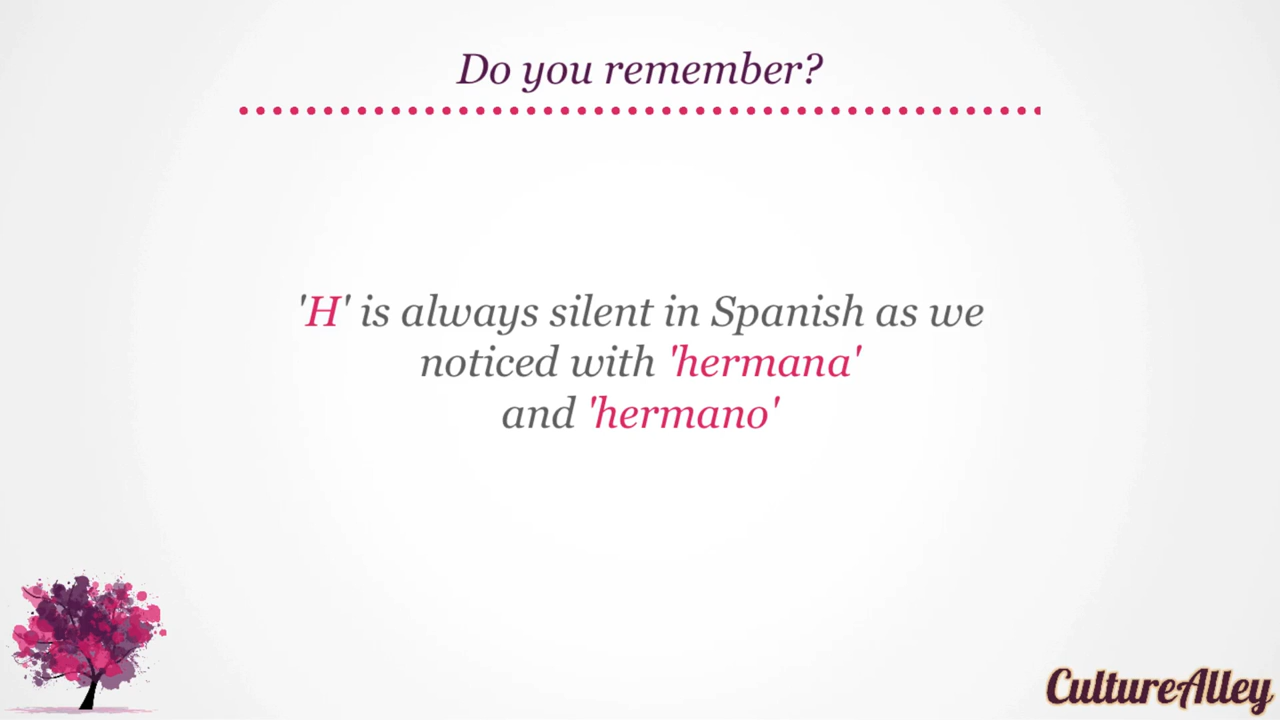 Do you remember?
'H' is always silent in Spanish as we
noticed with 'hermana'
and 'hermano'
CultureAlley